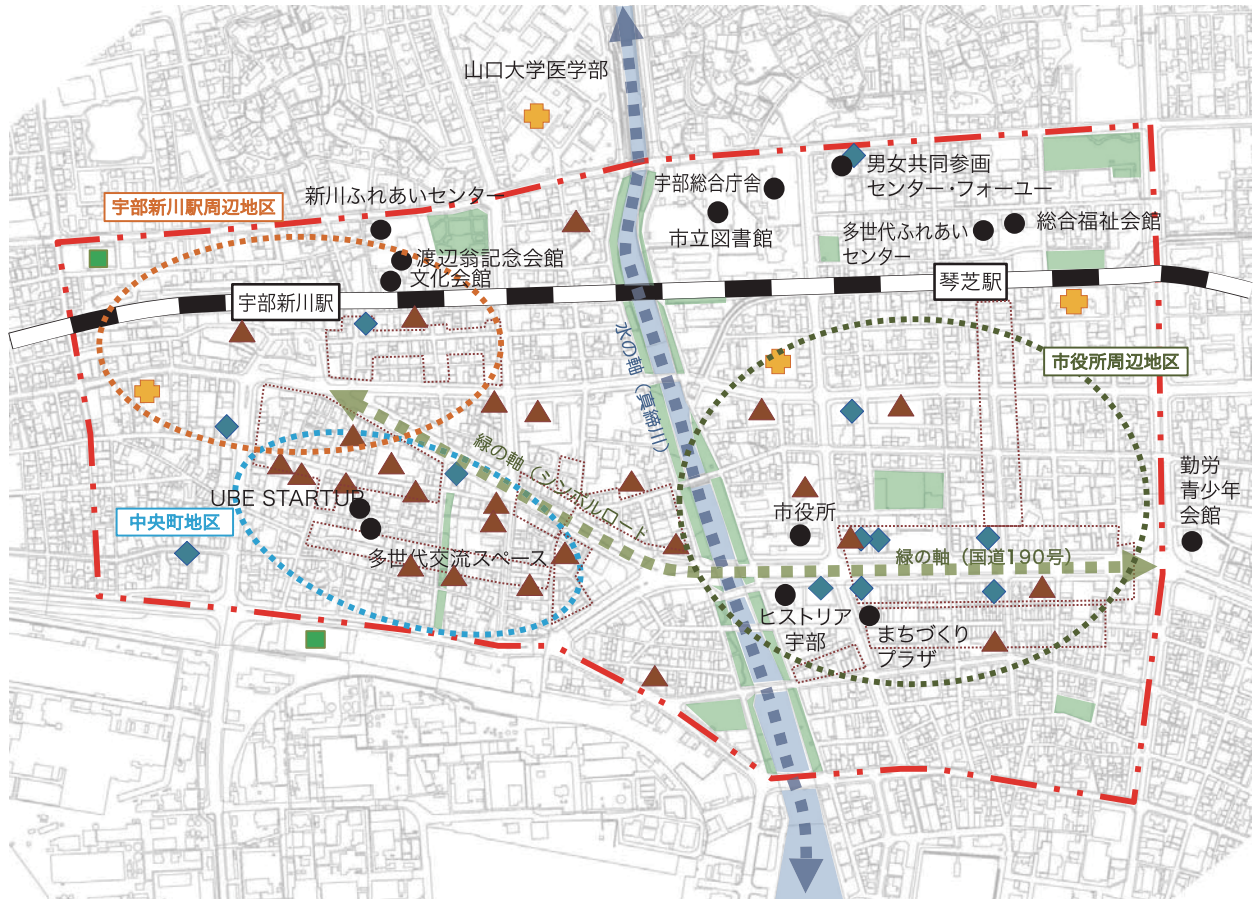 山口大学医学部
新川ふれあいセンター
宇部新川駅周辺地区
宇部総合庁舎
市立図書館
男女共同参画
センター・フォーユー
多世代ふれあい
センター
総合福祉会館
渡辺翁記念会館
文化会館
宇部新川駅
琴芝駅
市役所周辺地区
水の軸（真締川）
緑の軸（シンボルロード）
UBE STARTUP
中央町地区
多世代交流スペース
市役所
勤労
青少年
会館
緑の軸（国道190号）
ヒストリア
宇部
まちづくり
プラザ